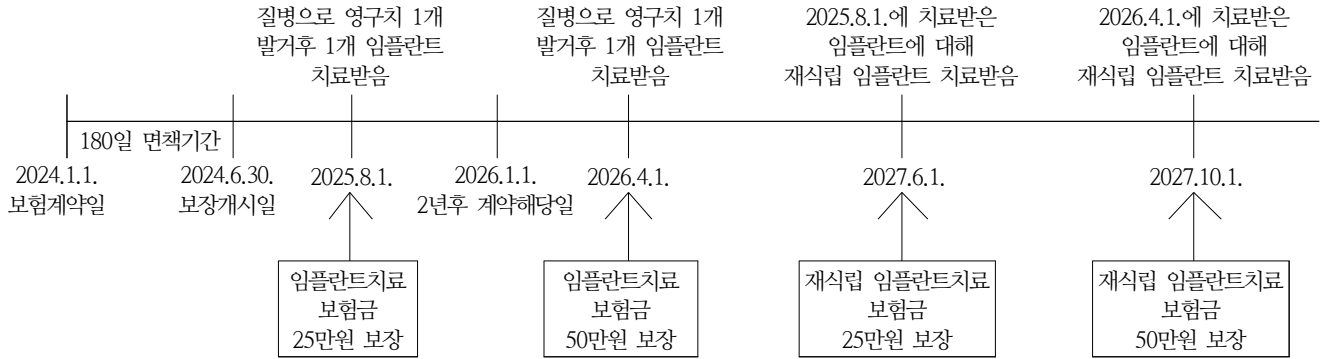 질병으로 영구치 1개
발거후 1개 임플란트
치료받음
질병으로 영구치 1개
발거후 1개 임플란트
치료받음
2025.8.1.에 치료받은
임플란트에 대해
재식립 임플란트 치료받음
2026.4.1.에 치료받은
임플란트에 대해
재식립 임플란트 치료받음
180일 면책기간
2024.1.1.
보험계약일
2024.6.30.
보장개시일
2025.8.1.
2026.1.1.
2년후 계약해당일
2026.4.1.
2027.6.1.
2027.10.1.
임플란트치료
보험금
25만원 보장
임플란트치료
보험금
50만원 보장
재식립 임플란트치료
보험금
25만원 보장
재식립 임플란트치료
보험금
50만원 보장